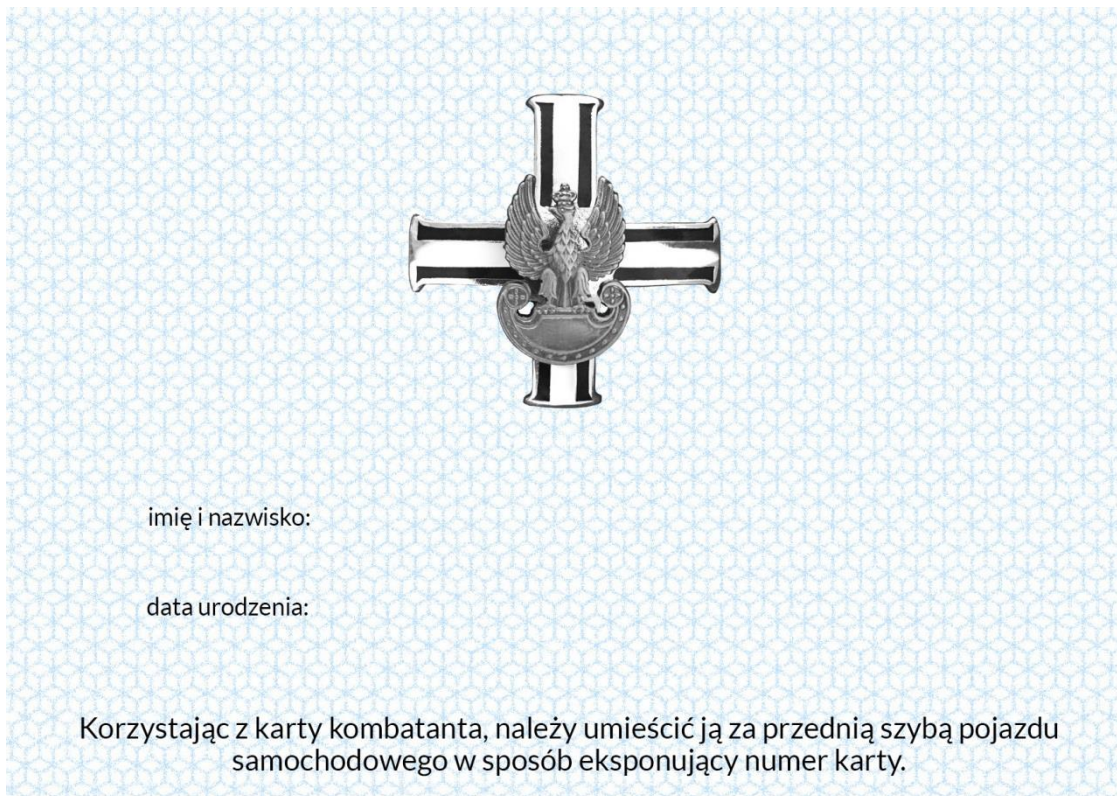 imię i nazwisko:
data urodzenia:
Korzystając z karty kombatanta, należy umieścić ją za przednią szybą pojazdu
samochodowego w sposób eksponujący numer karty.